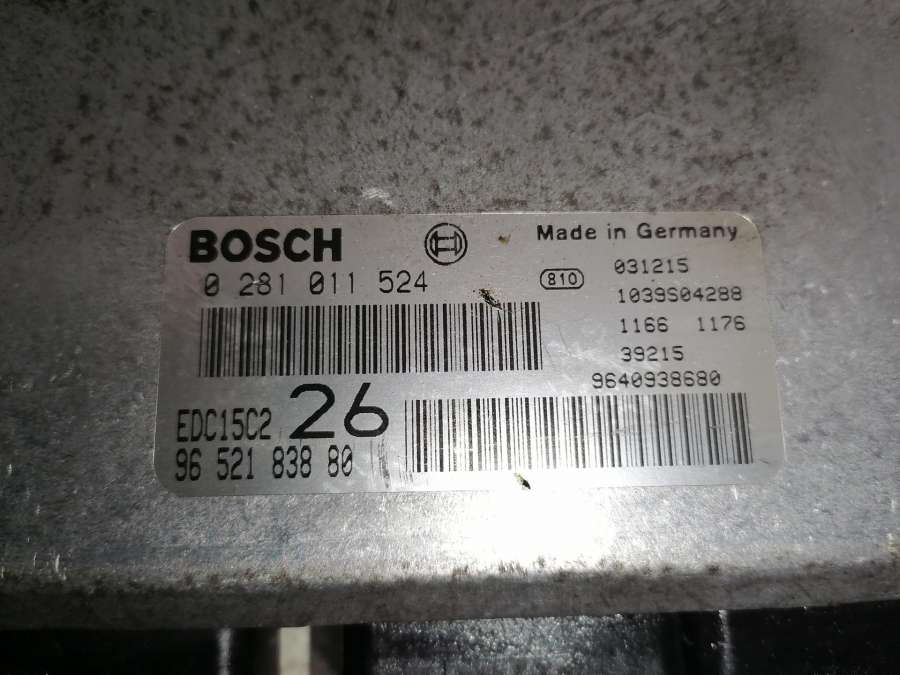 BOSCH
Made in Germany
0 281 011 524
810
031215
1039S04288
1166 1176
39215
9640938680
EDC15C2 26
96 521 838 80